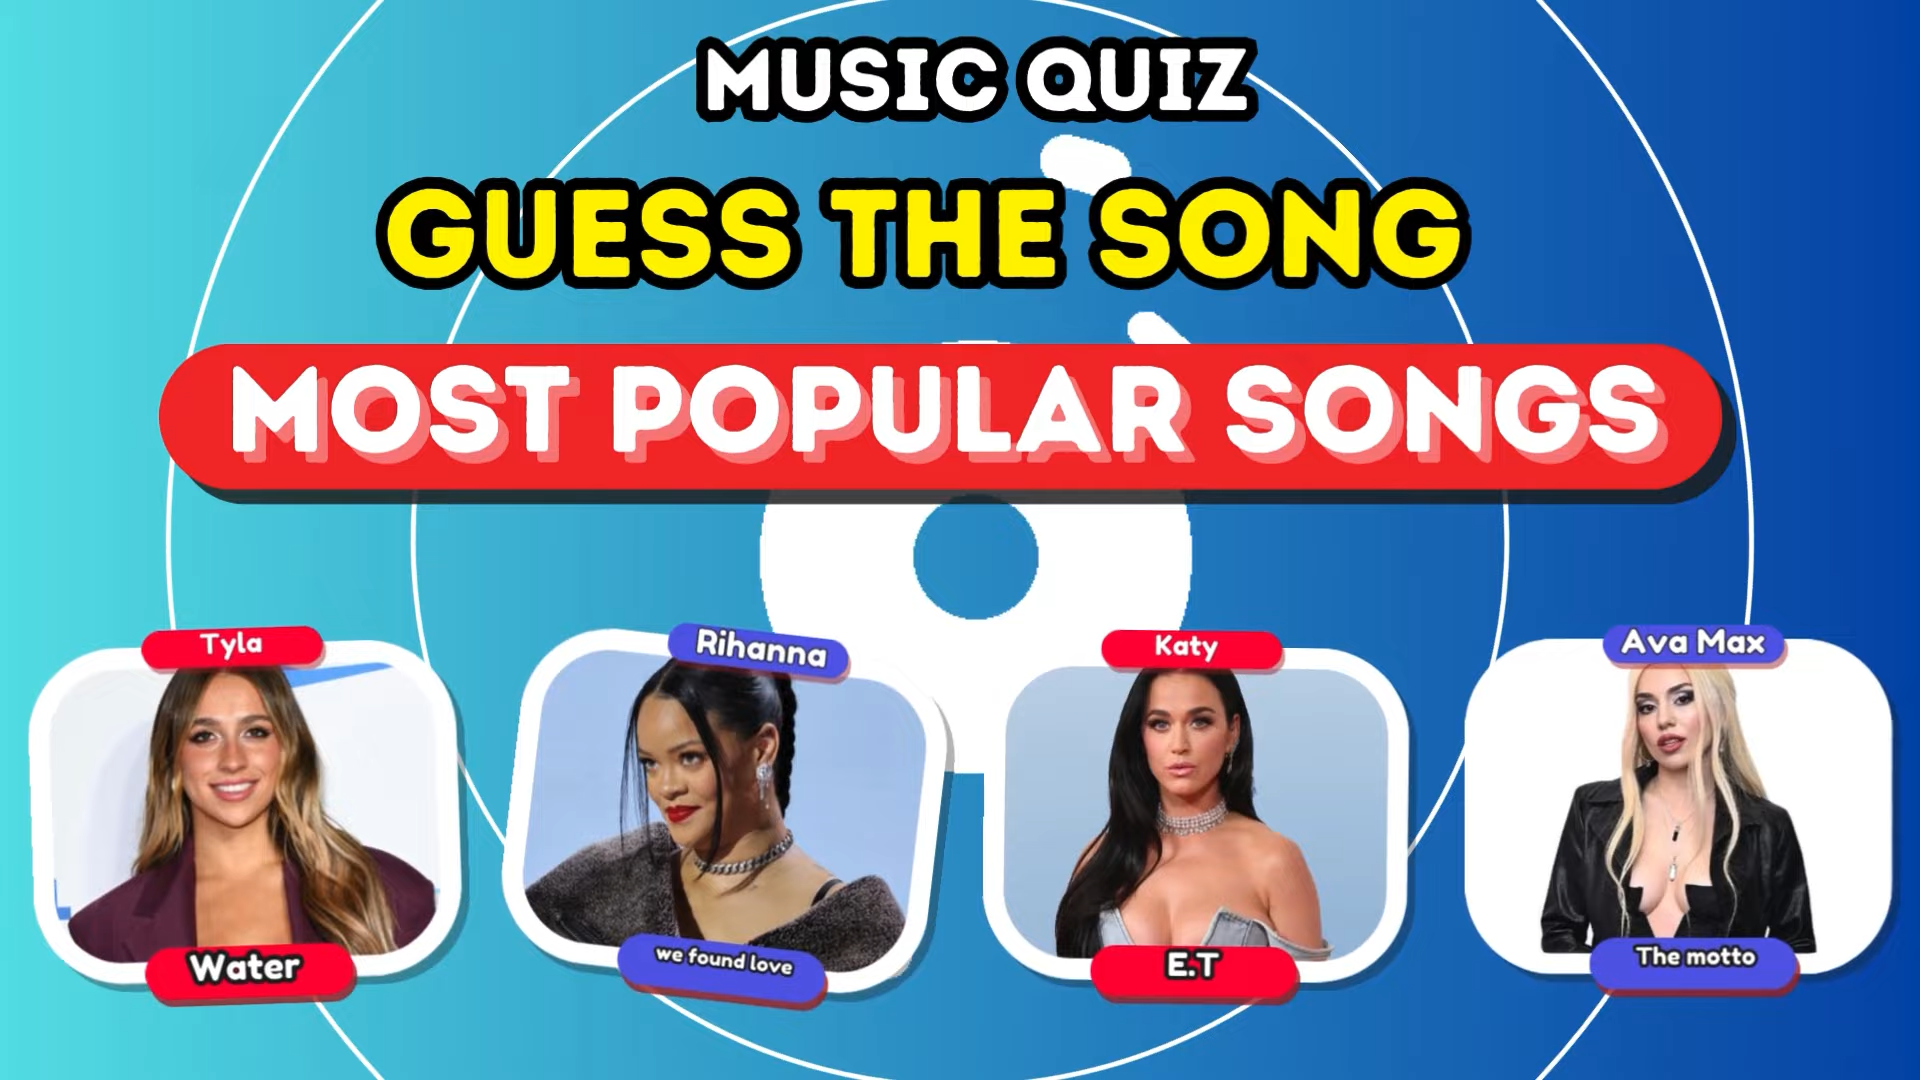 MUSIC QUIZ
GUESS THE SONG
MOST POPULAR SONGS
Tyla
Rihanna
Katy
Ava Max
Water
we found love
E.T
The motto